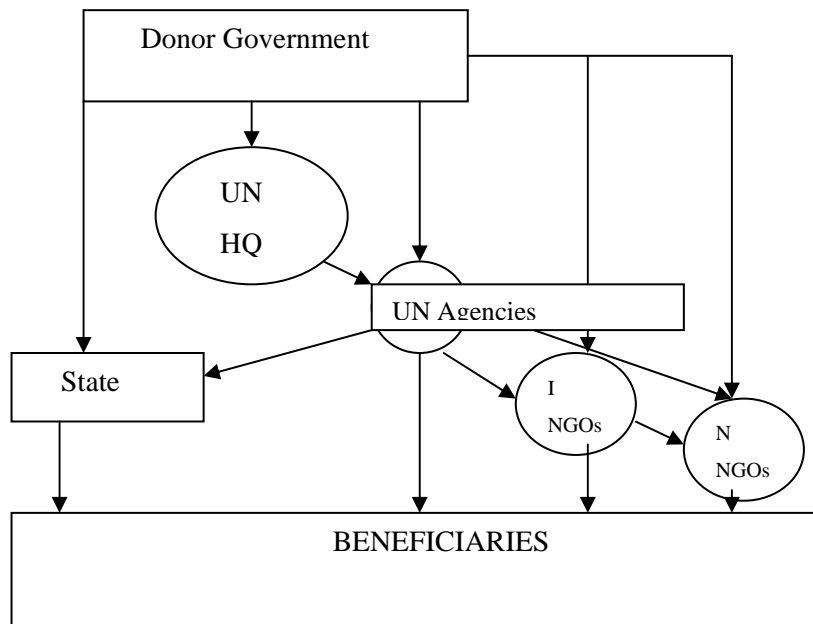 Donor Government
UN
HQ
UN Agencies
State
I
NGOs
N
NGOs
BENEFICIARIES